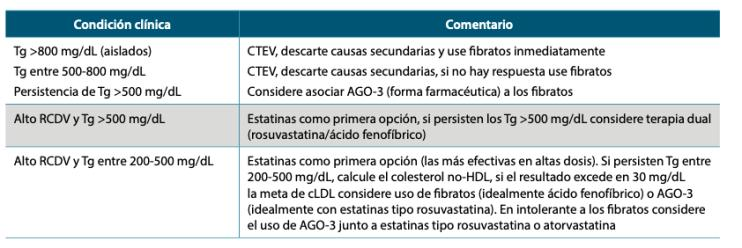 Condición clínica Comentario
Tg >800 mg/dL (aislados) CTEV, descarte causas secundarias y use fibratos inmediatamente
Tg entre 500-800 mg/dL CTEV, descarte causas secundarias, si no hay respuesta use fibratos
Persistencia de Tg >500 mg/dL Considere asociar AGO-3 (forma farmacéutica) a los fibratos
Alto RCDV y Tg >500 mg/dL Estatinas como primera opción, si persisten los Tg >500 mg/dL considere terapia dual
(rosuvastatina/ácido fenofíbrico)
Alto RCDV y Tg entre 200-500 mg/dL Estatinas como primera opción (las más efectivas en altas dosis). Si persisten Tg entre
200-500 mg/dL, calcule el colesterol no-HDL, si el resultado excede en 30 mg/dL
la meta de cLDL considere uso de fibratos (idealmente ácido fenofíbrico) o AGO-3
(idealmente con estatinas tipo rosuvastatina). En intolerante a los fibratos considere
el uso de AGO-3 junto a estatinas tipo rosuvastatina o atorvastatina